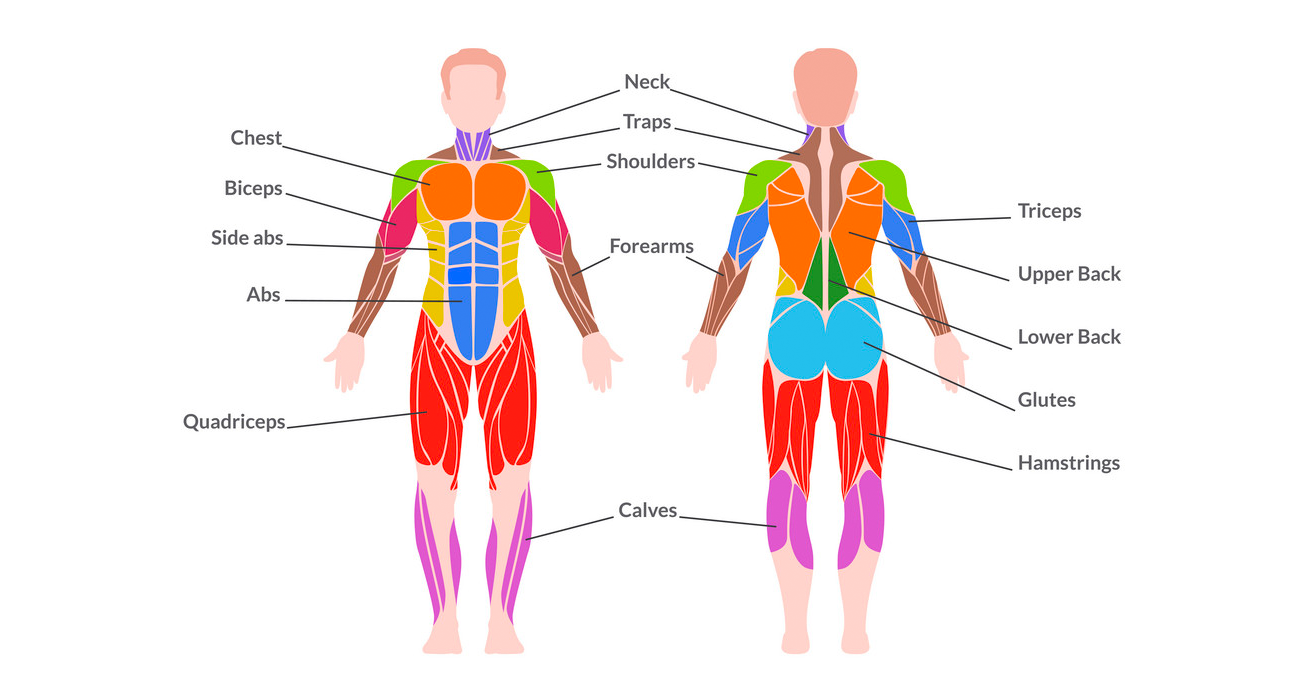 Neck
Traps
Chest
Shoulders
Biceps
Triceps
Side abs
Forearms
Upper Back
Abs
Lower Back
Glutes
Quadriceps
Hamstrings
Calves